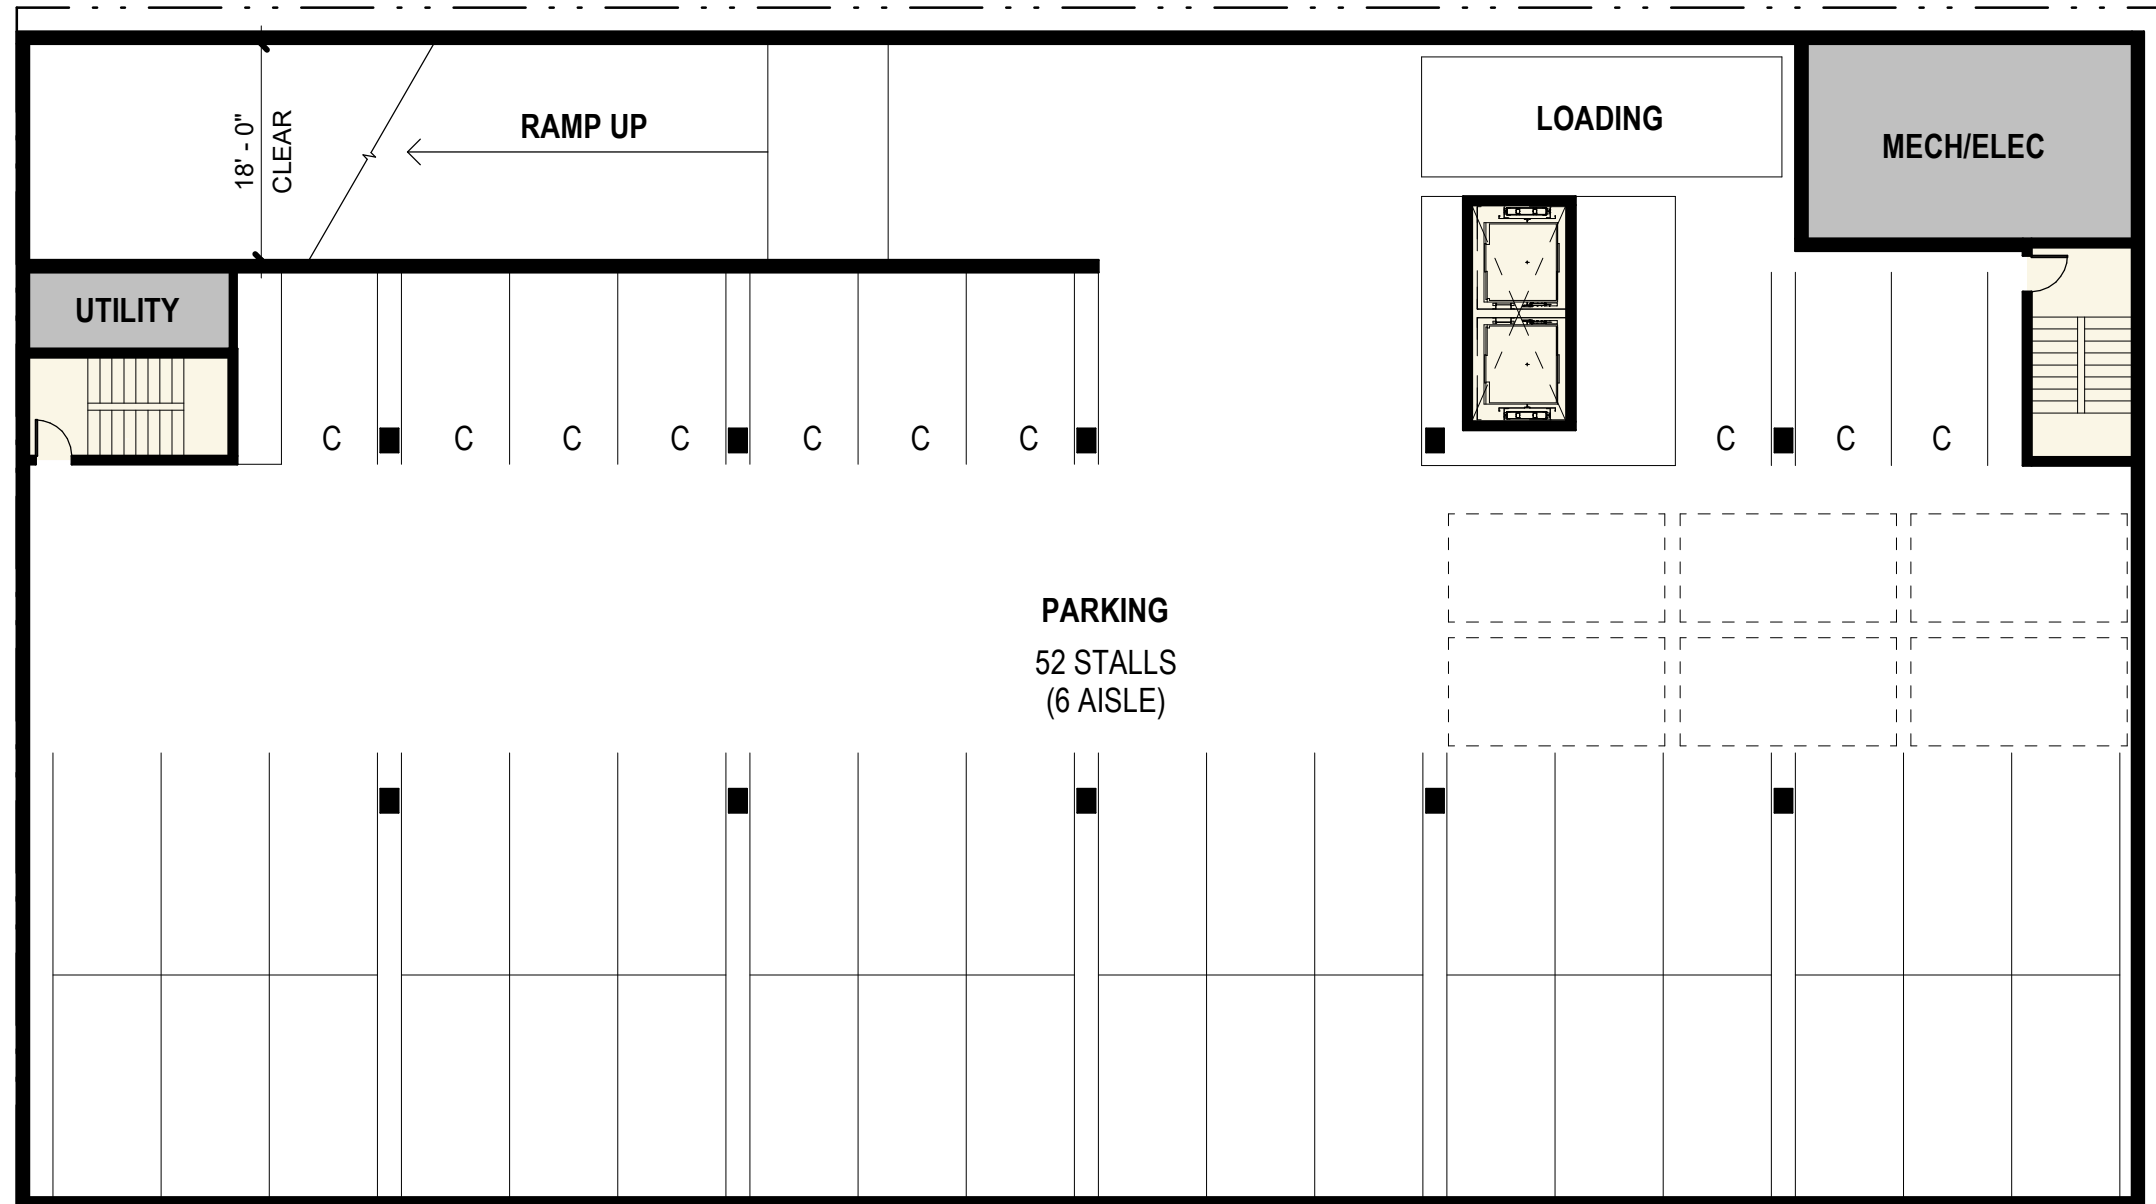 18' - 0"
CLEAR
RAMP UP
LOADING
MECH/ELEC
UTILITY
C C C C C C C C C C
PARKING
52 STALLS
(6 AISLE)